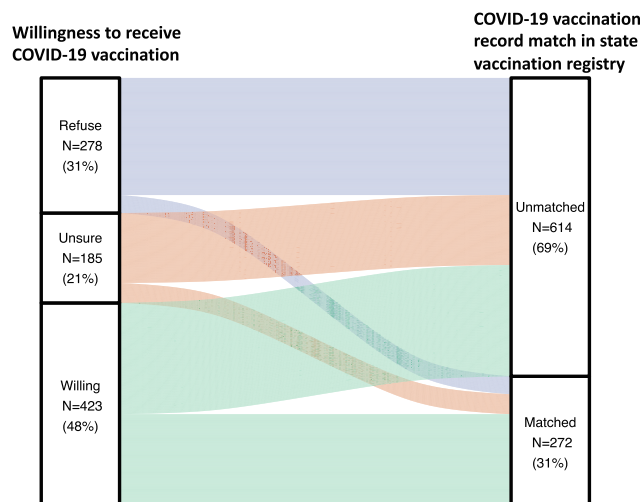 Willingness to receive
COVID-19 vaccination
COVID-19 vaccination
record match in state
vaccination registry
Refuse
N=278
(31%)
Unsure
N=185
(21%)
Willing
N=423
(48%)
Unmatched
N=614
(69%)
Matched
N=272
(31%)